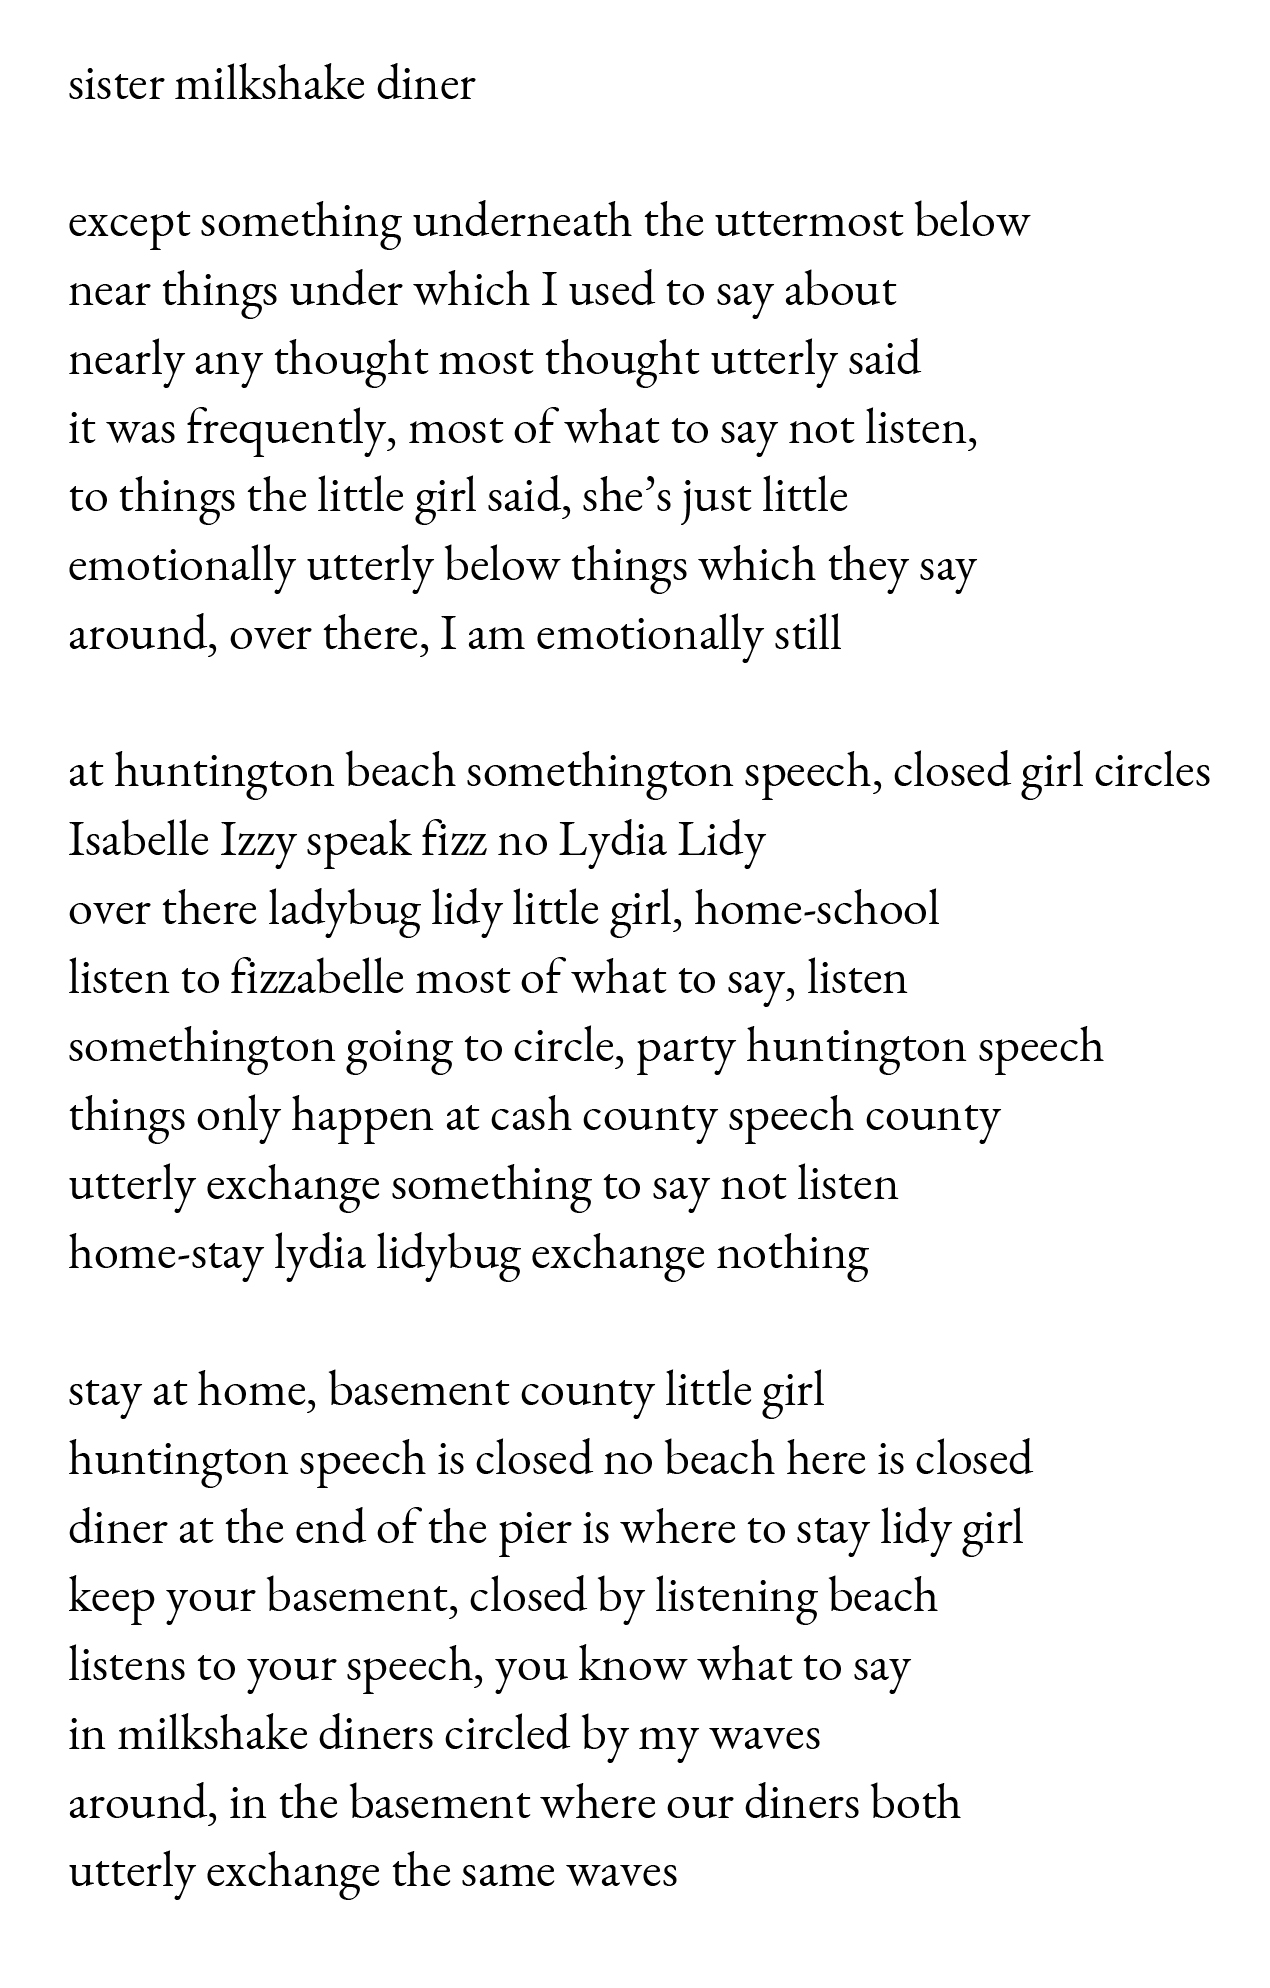 sister milkshake diner
except something underneath the uttermost below
near things under which I used to say about
nearly any thought most thought utterly said
it was frequently, most of what to say not listen,
to things the little girl said, she’s just little
emotionally utterly below things which they say
around, over there, I am emotionally still
at huntington beach somethington speech, closed girl circles
Isabelle Izzy speak fizz no Lydia Lidy
over there ladybug lidy little girl, home-school
listen to fizzabelle most of what to say, listen
somethington going to circle, party huntington speech
things only happen at cash county speech county
utterly exchange something to say not listen
home-stay lydia lidybug exchange nothing
stay at home, basement county little girl
huntington speech is closed no beach here is closed
diner at the end of the pier is where to stay lidy girl
keep your basement, closed by listening beach
listens to your speech, you know what to say
in milkshake diners circled by my waves
around, in the basement where our diners both
utterly exchange the same waves